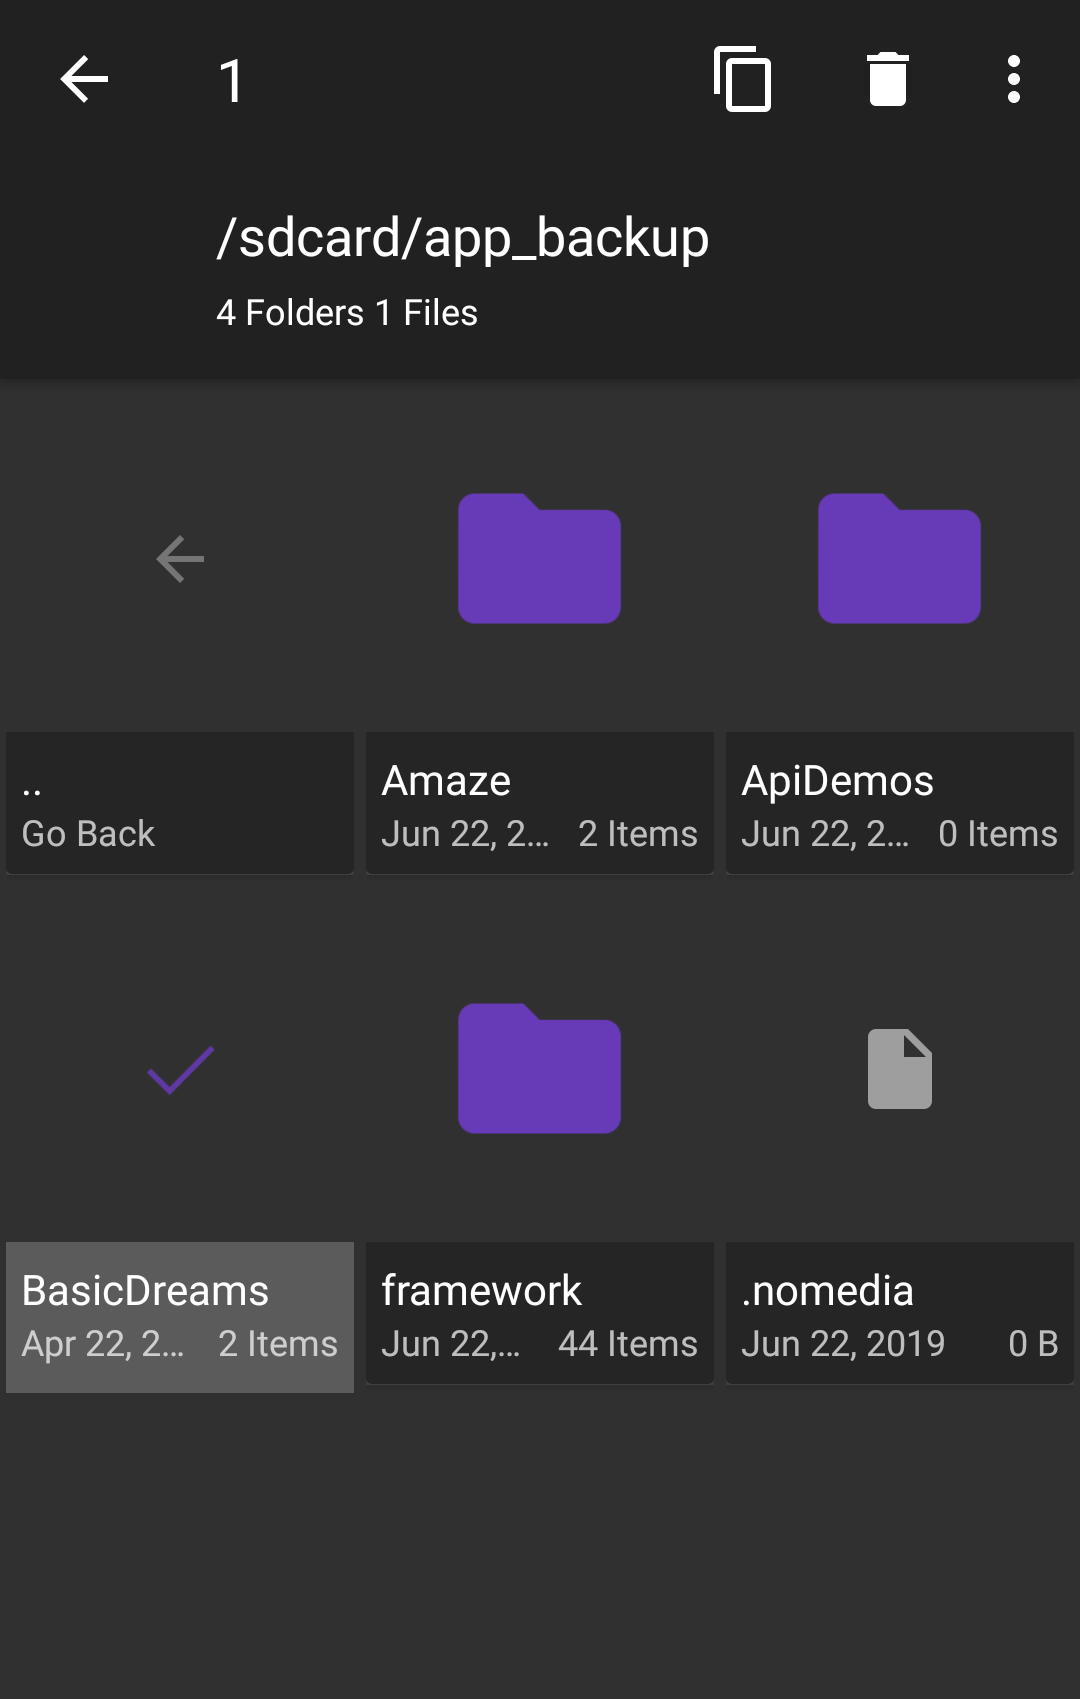 1
/sdcard/app_backup
4 Folders 1 Files
..
Go Back
Amaze
Jun 22, 2... 2 Items
ApiDemos
Jun 22, 2... 0 Items
BasicDreams
Apr 22, 2... 2 Items
framework
Jun 22,... 44 Items
.nomedia
Jun 22, 2019 0 B